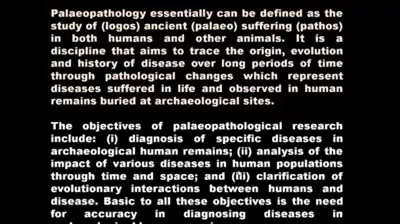 Palaeopathology essentially can be defined as the
study of (logos) ancient (palaeo) suffering (pathos)
in both humans and other animals. It is a
discipline that aims to trace the origin, evolution
and history of disease over long periods of time
through pathological changes which represent
diseases suffered in life and observed in human
remains buried at archaeological sites.
The objectives of palaeopathological research
include: (i) diagnosis of specific diseases in
archaeological human remains; (ii) analysis of the
impact of various diseases in human populations
through time and space; and (iii) clarification of
evolutionary interactions between humans and
disease. Basic to all these objectives is the need
for accuracy in diagnosing diseases in